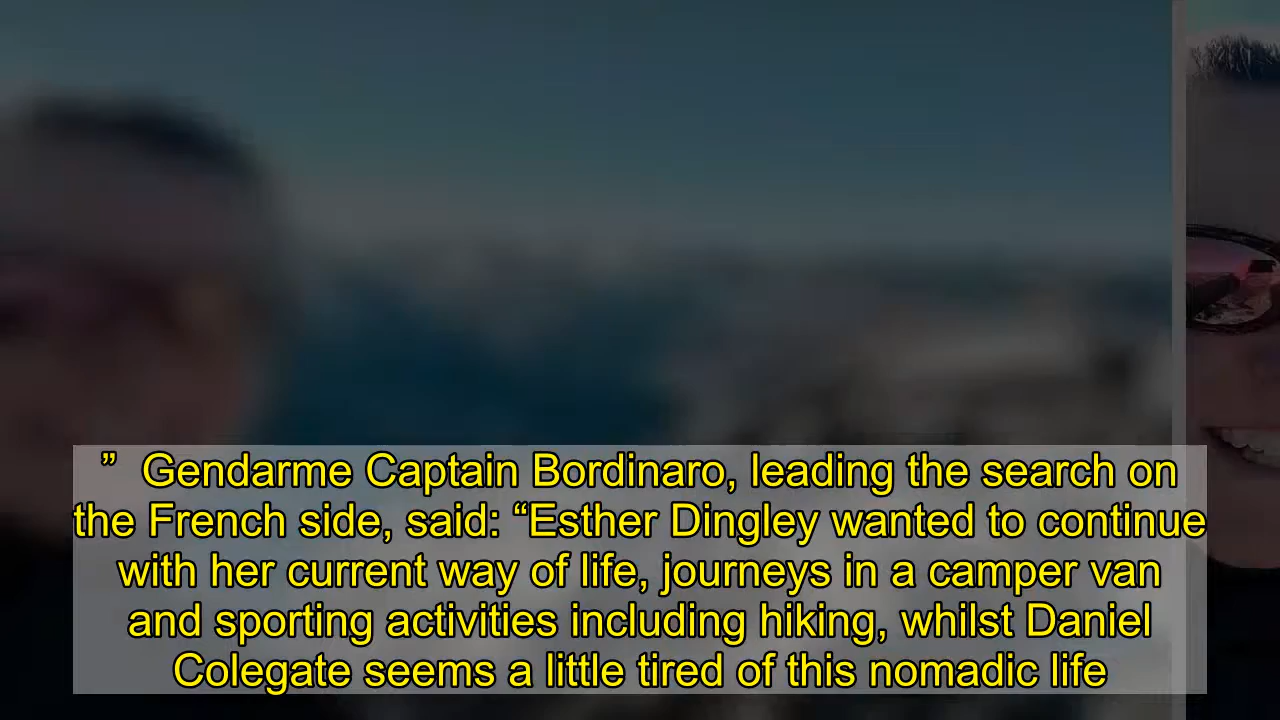 ” Gendarme Captain Bordinaro, leading the search on
the French side, said: “Esther Dingley wanted to continue
with her current way of life, journeys in a camper van
and sporting activities including hiking, whilst Daniel
Colegate seems a little tired of this nomadic life